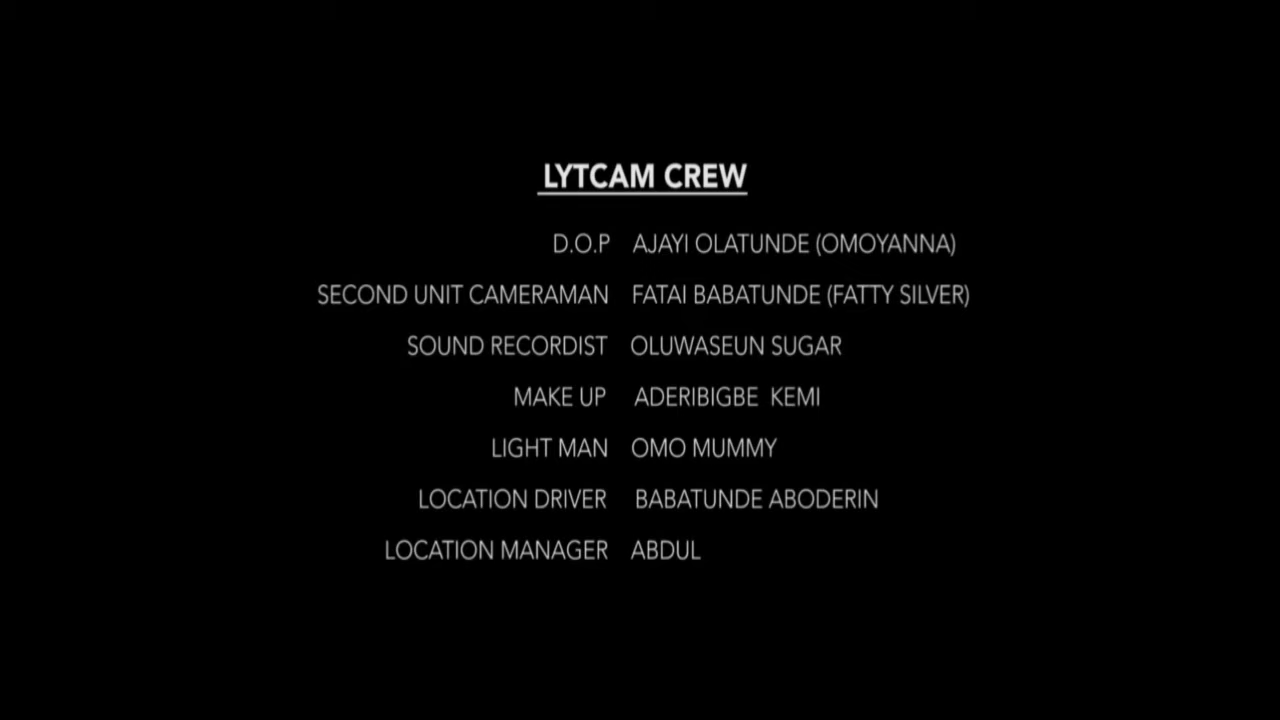 LYTCAM CREW
D.O.P AJAYI OLATUNDE (OMOYANNA)
SECOND UNIT CAMERAMAN FATAI BABATUNDE (FATTY SILVER)
SOUND RECORDIST OLUWASEUN SUGAR
MAKE UP ADERIBIGBE KEMI
LIGHT MAN OMO MUMMY
LOCATION DRIVER BABATUNDE ABODERIN
LOCATION MANAGER ABDUL